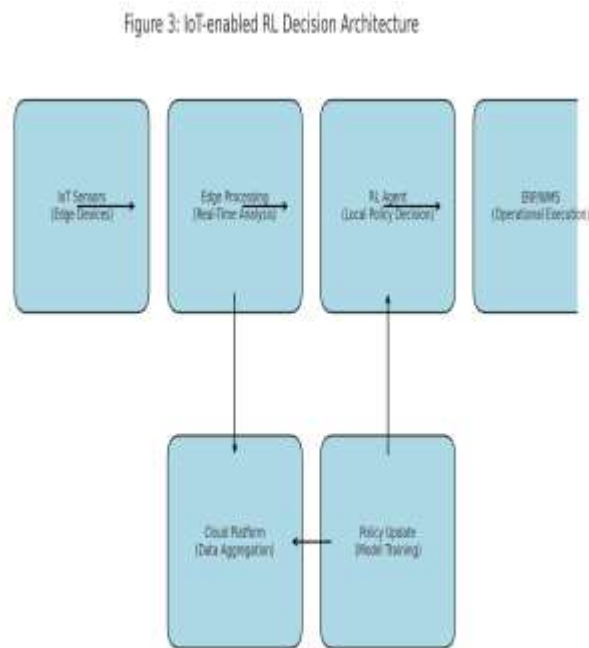 Figure 3: IoT-enabled RL Decision Architecture
IoT Sensors
(Edge Devices)
Edge Processing
(Real-Time Analysis)
RL Agent
(Local Policy Decision)
ERP/WMS
(Operational Execution)
Cloud Platform
(Data Aggregation)
Policy Update
(Model Training)